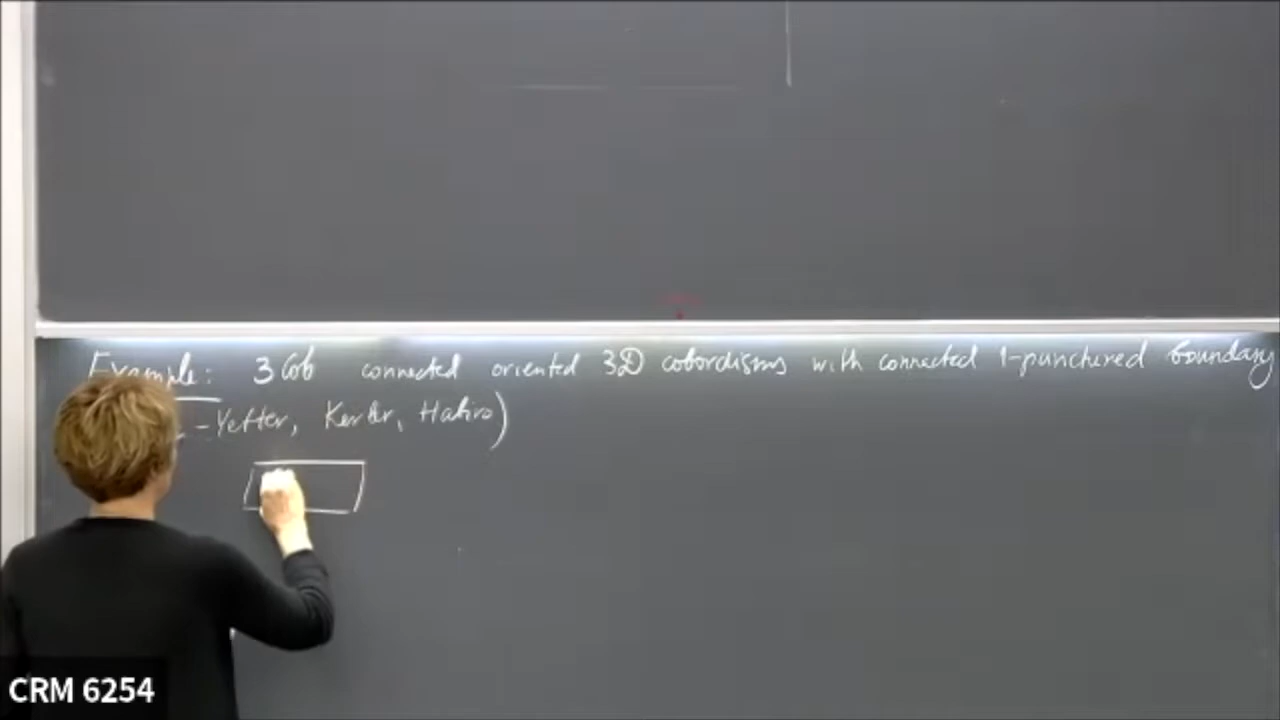 Example: 3Cob connected oriented 3D cobordisms with connected 1-punctured boundary
-Yetter, Kerler, Habiro)
CRM 6254